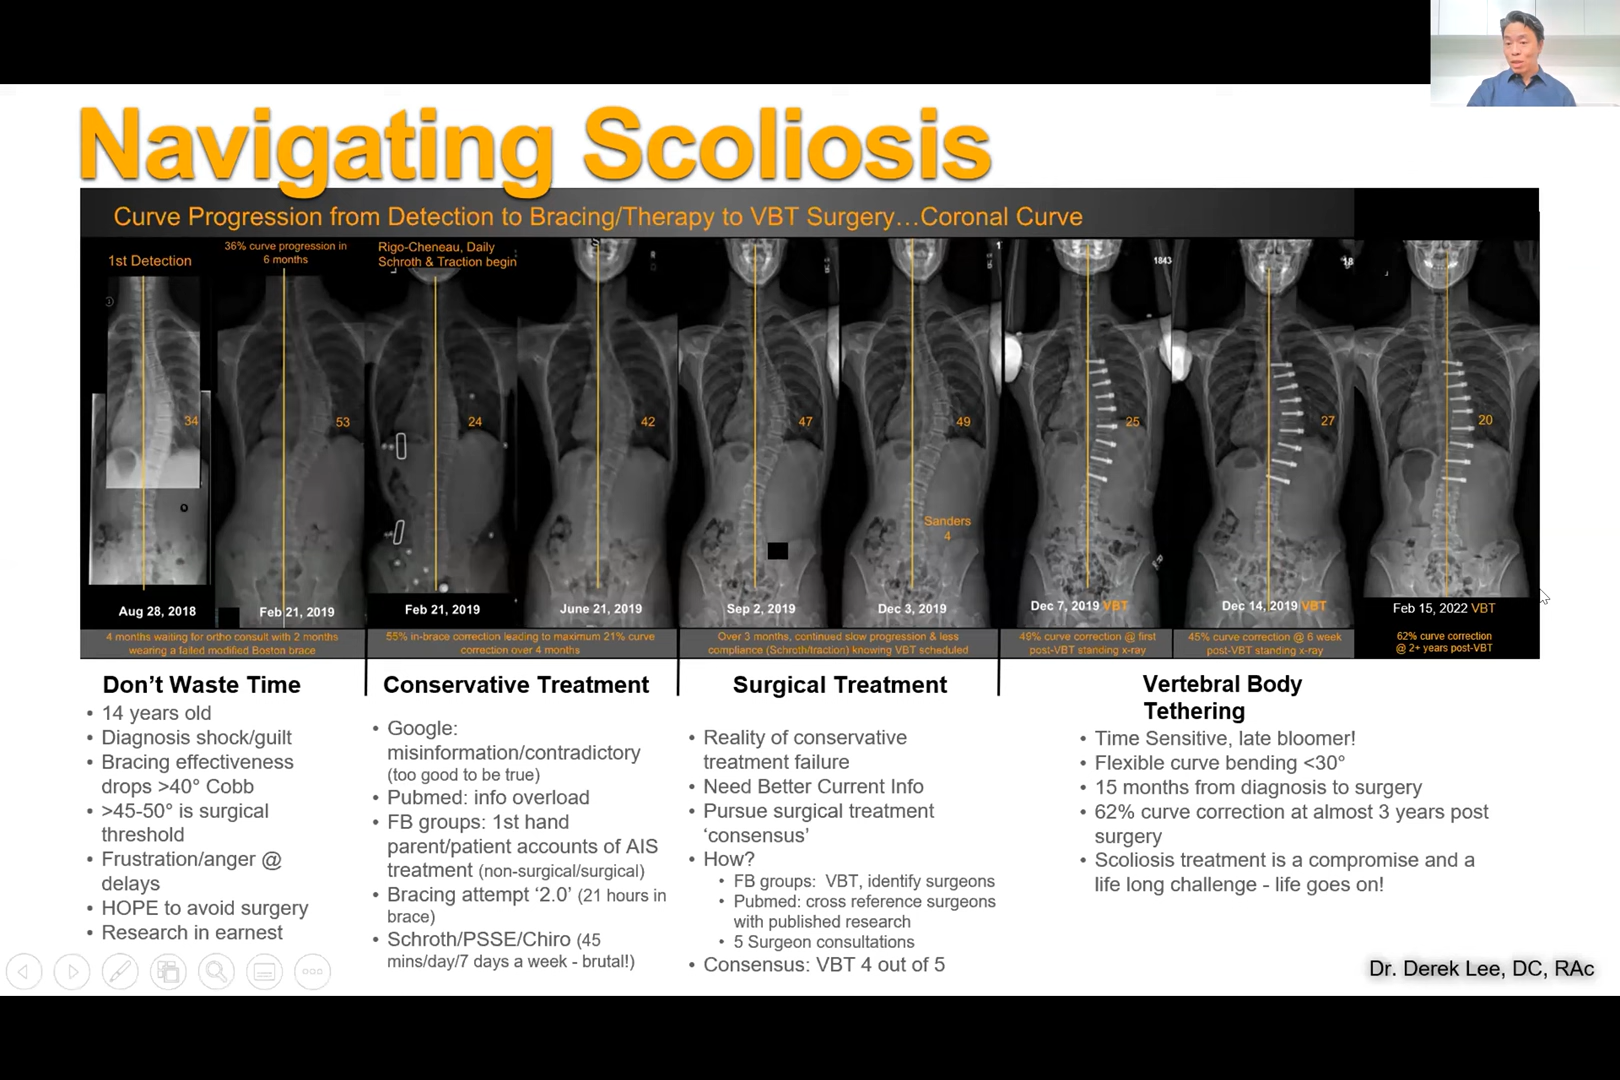 Navigating Scoliosis
Curve Progression from Detection to Bracing/Therapy to VBT Surgery…Coronal Curve
1st Detection
36% curve progression in
6 months
Rigo-Cheneau, Daily
Schroth & Traction begin
1843
18
34
53
24
42
47
49
25
27
20
Sanders
4
Aug 28, 2018
Feb 21, 2019
Feb 21, 2019
June 21, 2019
Sep 2, 2019
Dec 3, 2019
Dec 7, 2019 VBT
Dec 14, 2019 VBT
Feb 15, 2022 VBT
4 months waiting for ortho consult with 2 months
wearing a failed modified Boston brace
55% in-brace correction leading to maximum 21% curve
correction over 4 months
Over 3 months, continued slow progression & less
compliance (Schroth/traction) knowing VBT scheduled
49% curve correction @ first
post-VBT standing x-ray
45% curve correction @ 6 week
post-VBT standing x-ray
62% curve correction
@ 2+ years post-VBT
Don't Waste Time
• 14 years old
• Diagnosis shock/guilt
• Bracing effectiveness
drops >40° Cobb
• >45-50° is surgical
threshold
• Frustration/anger @
delays
• HOPE to avoid surgery
• Research in earnest
Conservative Treatment
• Google:
misinformation/contradictory
(too good to be true)
• Pubmed: info overload
• FB groups: 1st hand
parent/patient accounts of AIS
treatment (non-surgical/surgical)
• Bracing attempt '2.0' (21 hours in
brace)
• Schroth/PSSE/Chiro (45
mins/day/7 days a week - brutal!)
Surgical Treatment
• Reality of conservative
treatment failure
• Need Better Current Info
• Pursue surgical treatment
'consensus'
• How?
• FB groups: VBT, identify surgeons
• Pubmed: cross reference surgeons
with published research
• 5 Surgeon consultations
• Consensus: VBT 4 out of 5
Vertebral Body
Tethering
• Time Sensitive, late bloomer!
• Flexible curve bending <30°
• 15 months from diagnosis to surgery
• 62% curve correction at almost 3 years post
surgery
• Scoliosis treatment is a compromise and a
life long challenge - life goes on!
Dr. Derek Lee, DC, RAc